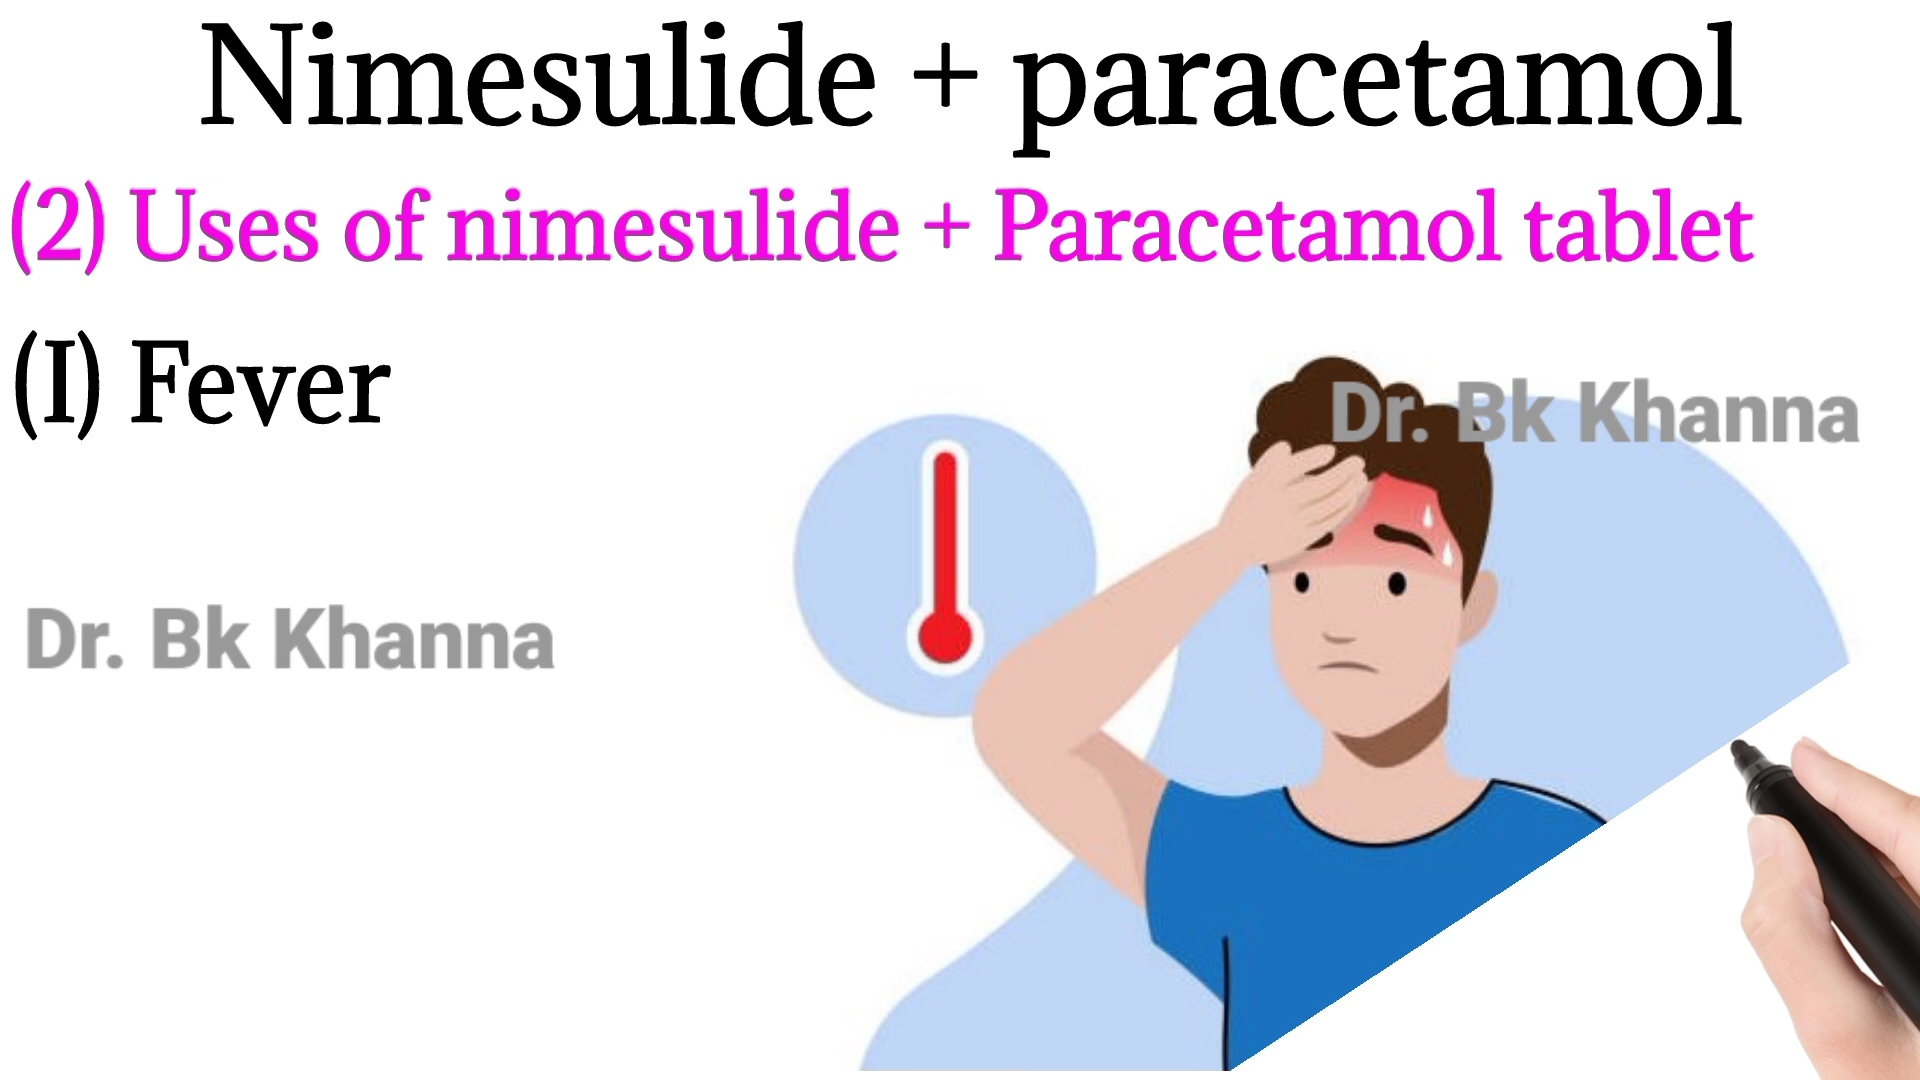 Nimesulide + paracetamol
(2) Uses of nimesulide + Paracetamol tablet
(I) Fever
Dr. Bk Khanna
Dr. Bk Khanna